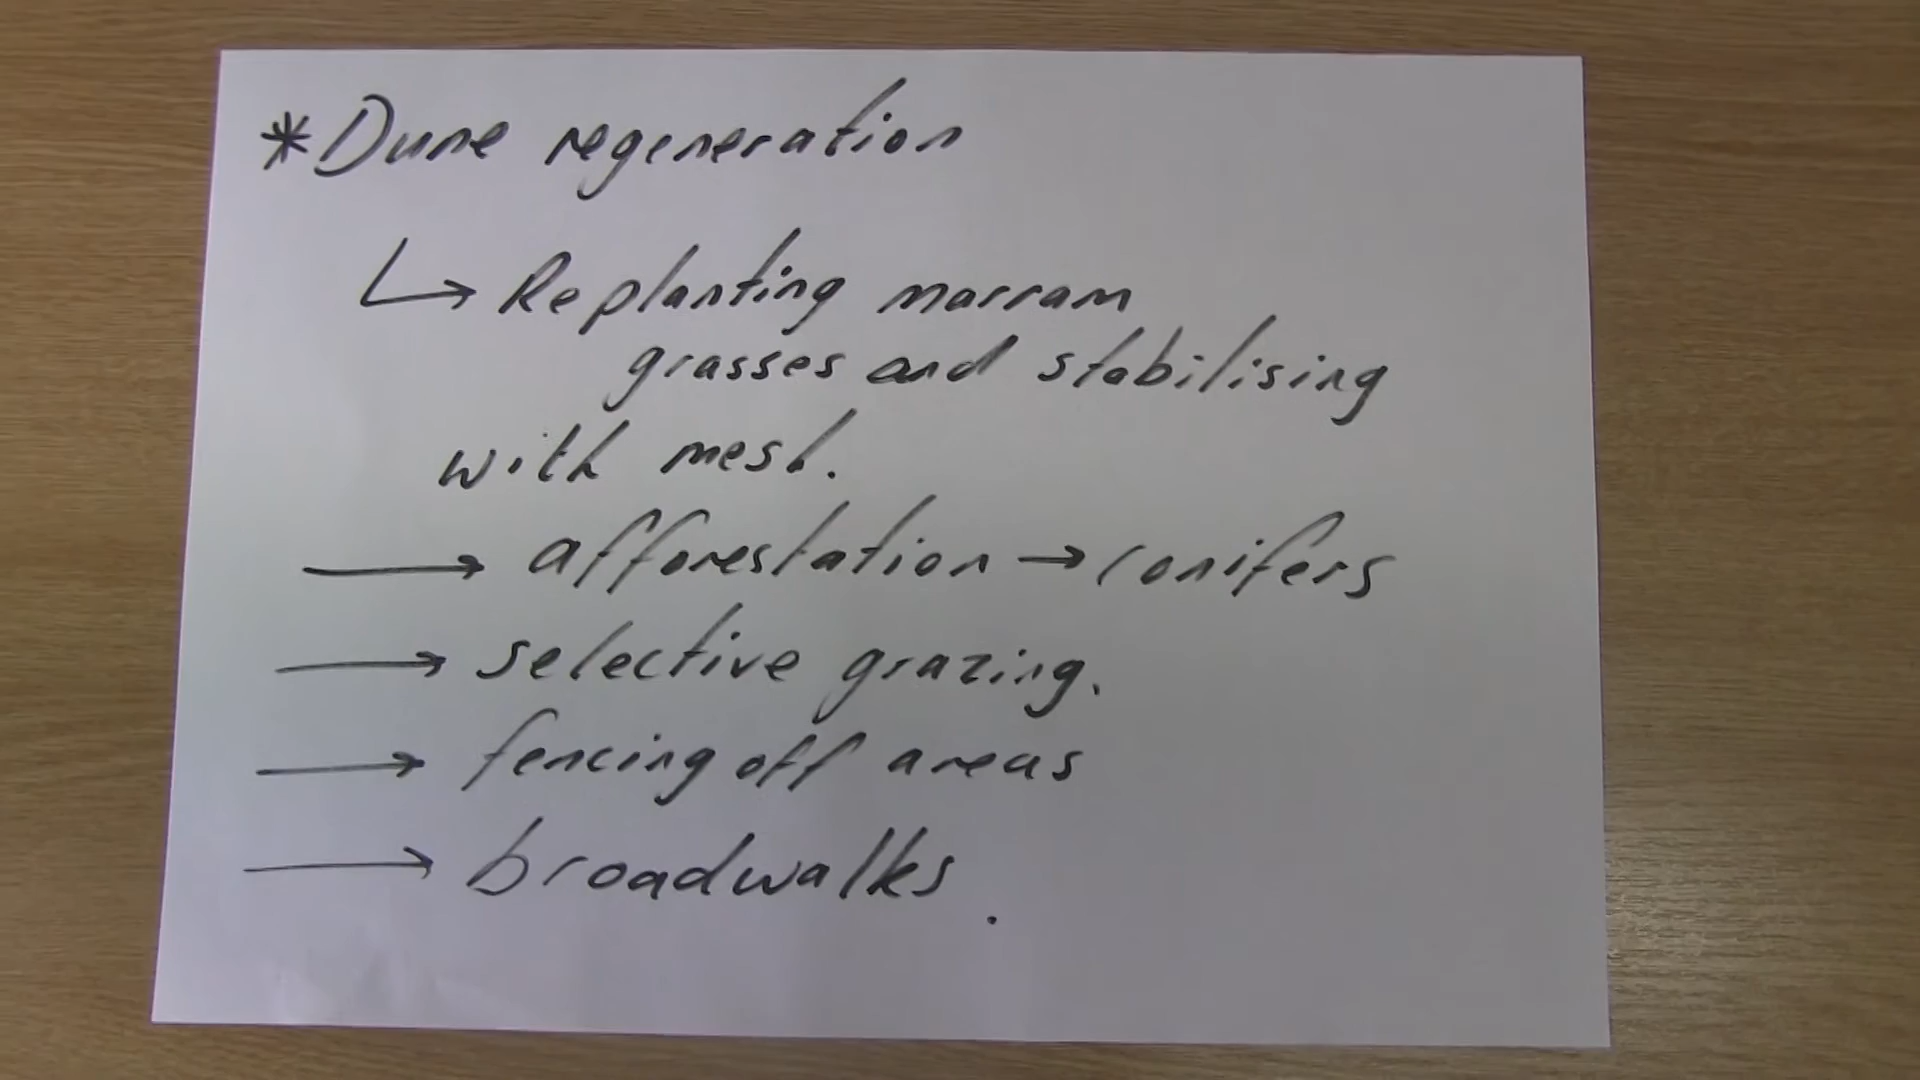 *Dune regeneration
↳ Replanting marram
grasses and stabilising
with mesh.
→ afforestation → conifers
→ selective grazing.
→ fencing off areas
→ broadwalks.